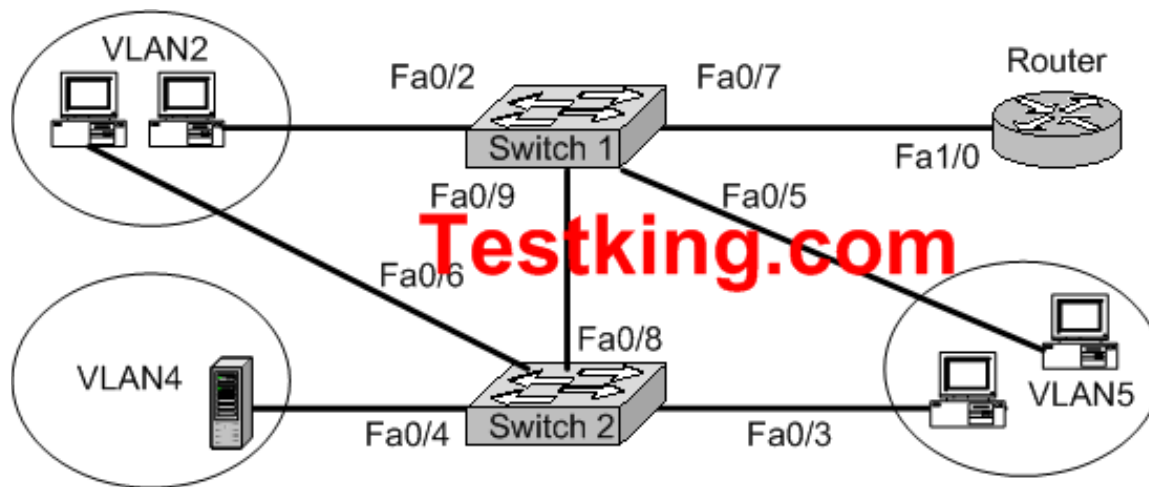 VLAN2
Fa0/2
Fa0/7
Router
Switch 1
Fa1/0
Fa0/9
Fa0/5
Testking.com
Fa0/6
Fa0/8
VLAN4
VLAN5
Switch 2
Fa0/4
Fa0/3